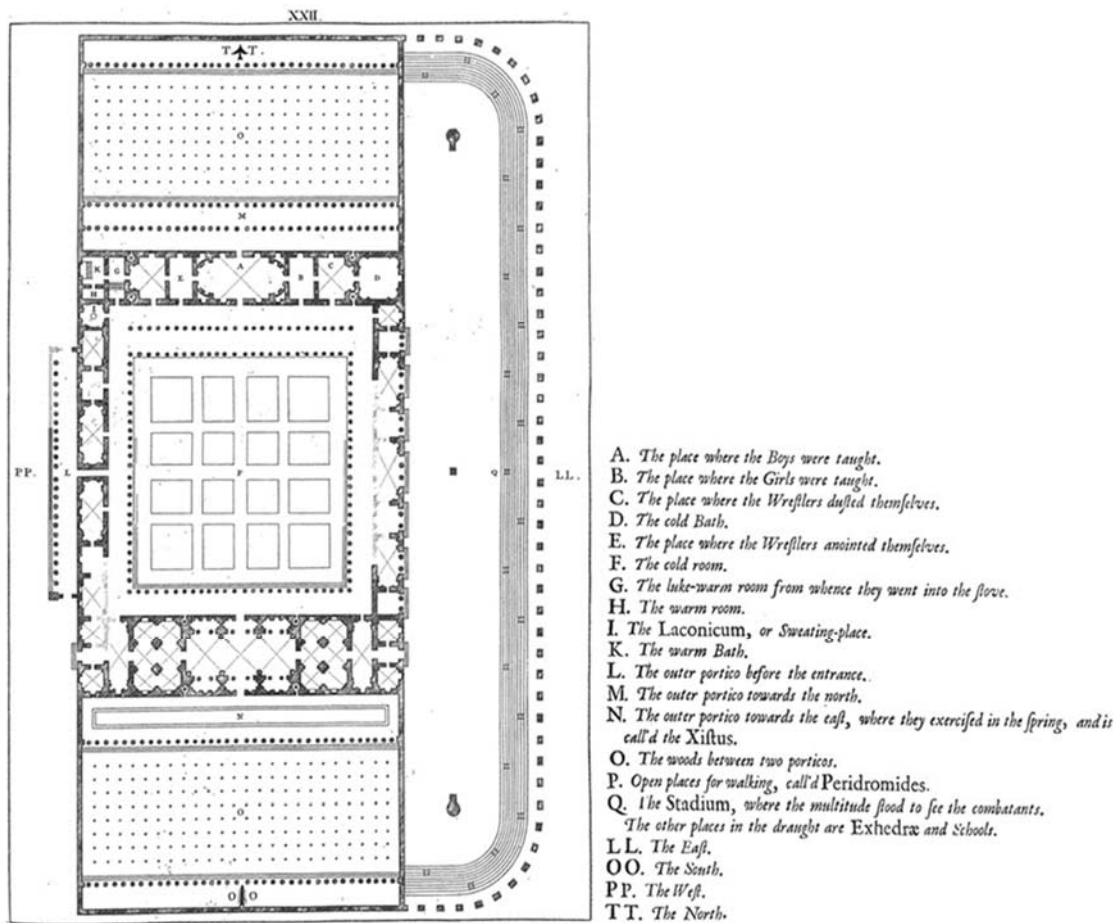 XXII.
T T.
O
M
K G E A B C D
H
I
PP. L F Q LL.
N
O
O O
A. The place where the Boys were taught.
B. The place where the Girls were taught.
C. The place where the Wreſtlers duſted themſelves.
D. The cold Bath.
E. The place where the Wreſtlers anointed themſelves.
F. The cold room.
G. The luke-warm room from whence they went into the ſtove.
H. The warm room.
I. The Laconicum, or Sweating-place.
K. The warm Bath.
L. The outer portico before the entrance.
M. The outer portico towards the north.
N. The outer portico towards the eaſt, where they exerciſed in the ſpring, and is
call'd the Xiſtus.
O. The woods between two porticos.
P. Open places for walking, call'd Peridromides.
Q. The Stadium, where the multitude ſtood to ſee the combatants.
The other places in the draught are Exhedræ and Schools.
LL. The Eaſt.
OO. The South.
PP. The Weſt.
TT. The North.